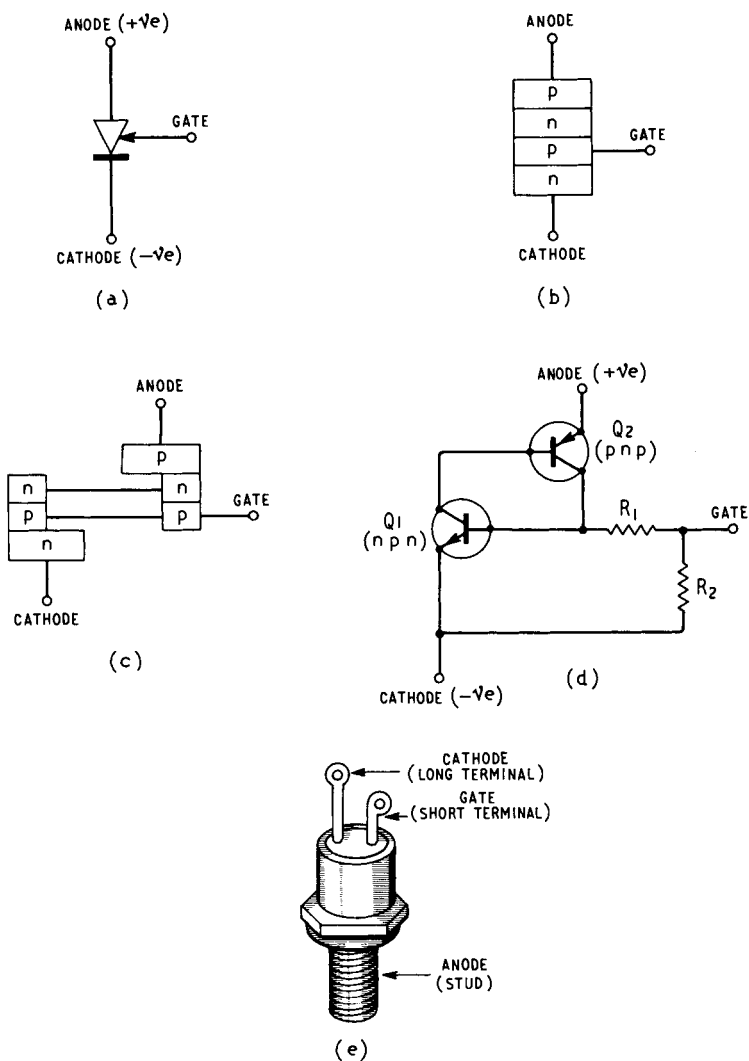 ANODE (+ve)
GATE
CATHODE (−ve)
(a)
ANODE
p
n
p
n
GATE
CATHODE
(b)
ANODE
p
n n
p p
GATE
n
CATHODE
(c)
ANODE (+ve)
Q2
(pnp)
Q1
(npn)
R1
GATE
R2
CATHODE (−ve)
(d)
CATHODE
(LONG TERMINAL)
GATE
(SHORT TERMINAL)
ANODE
(STUD)
(e)